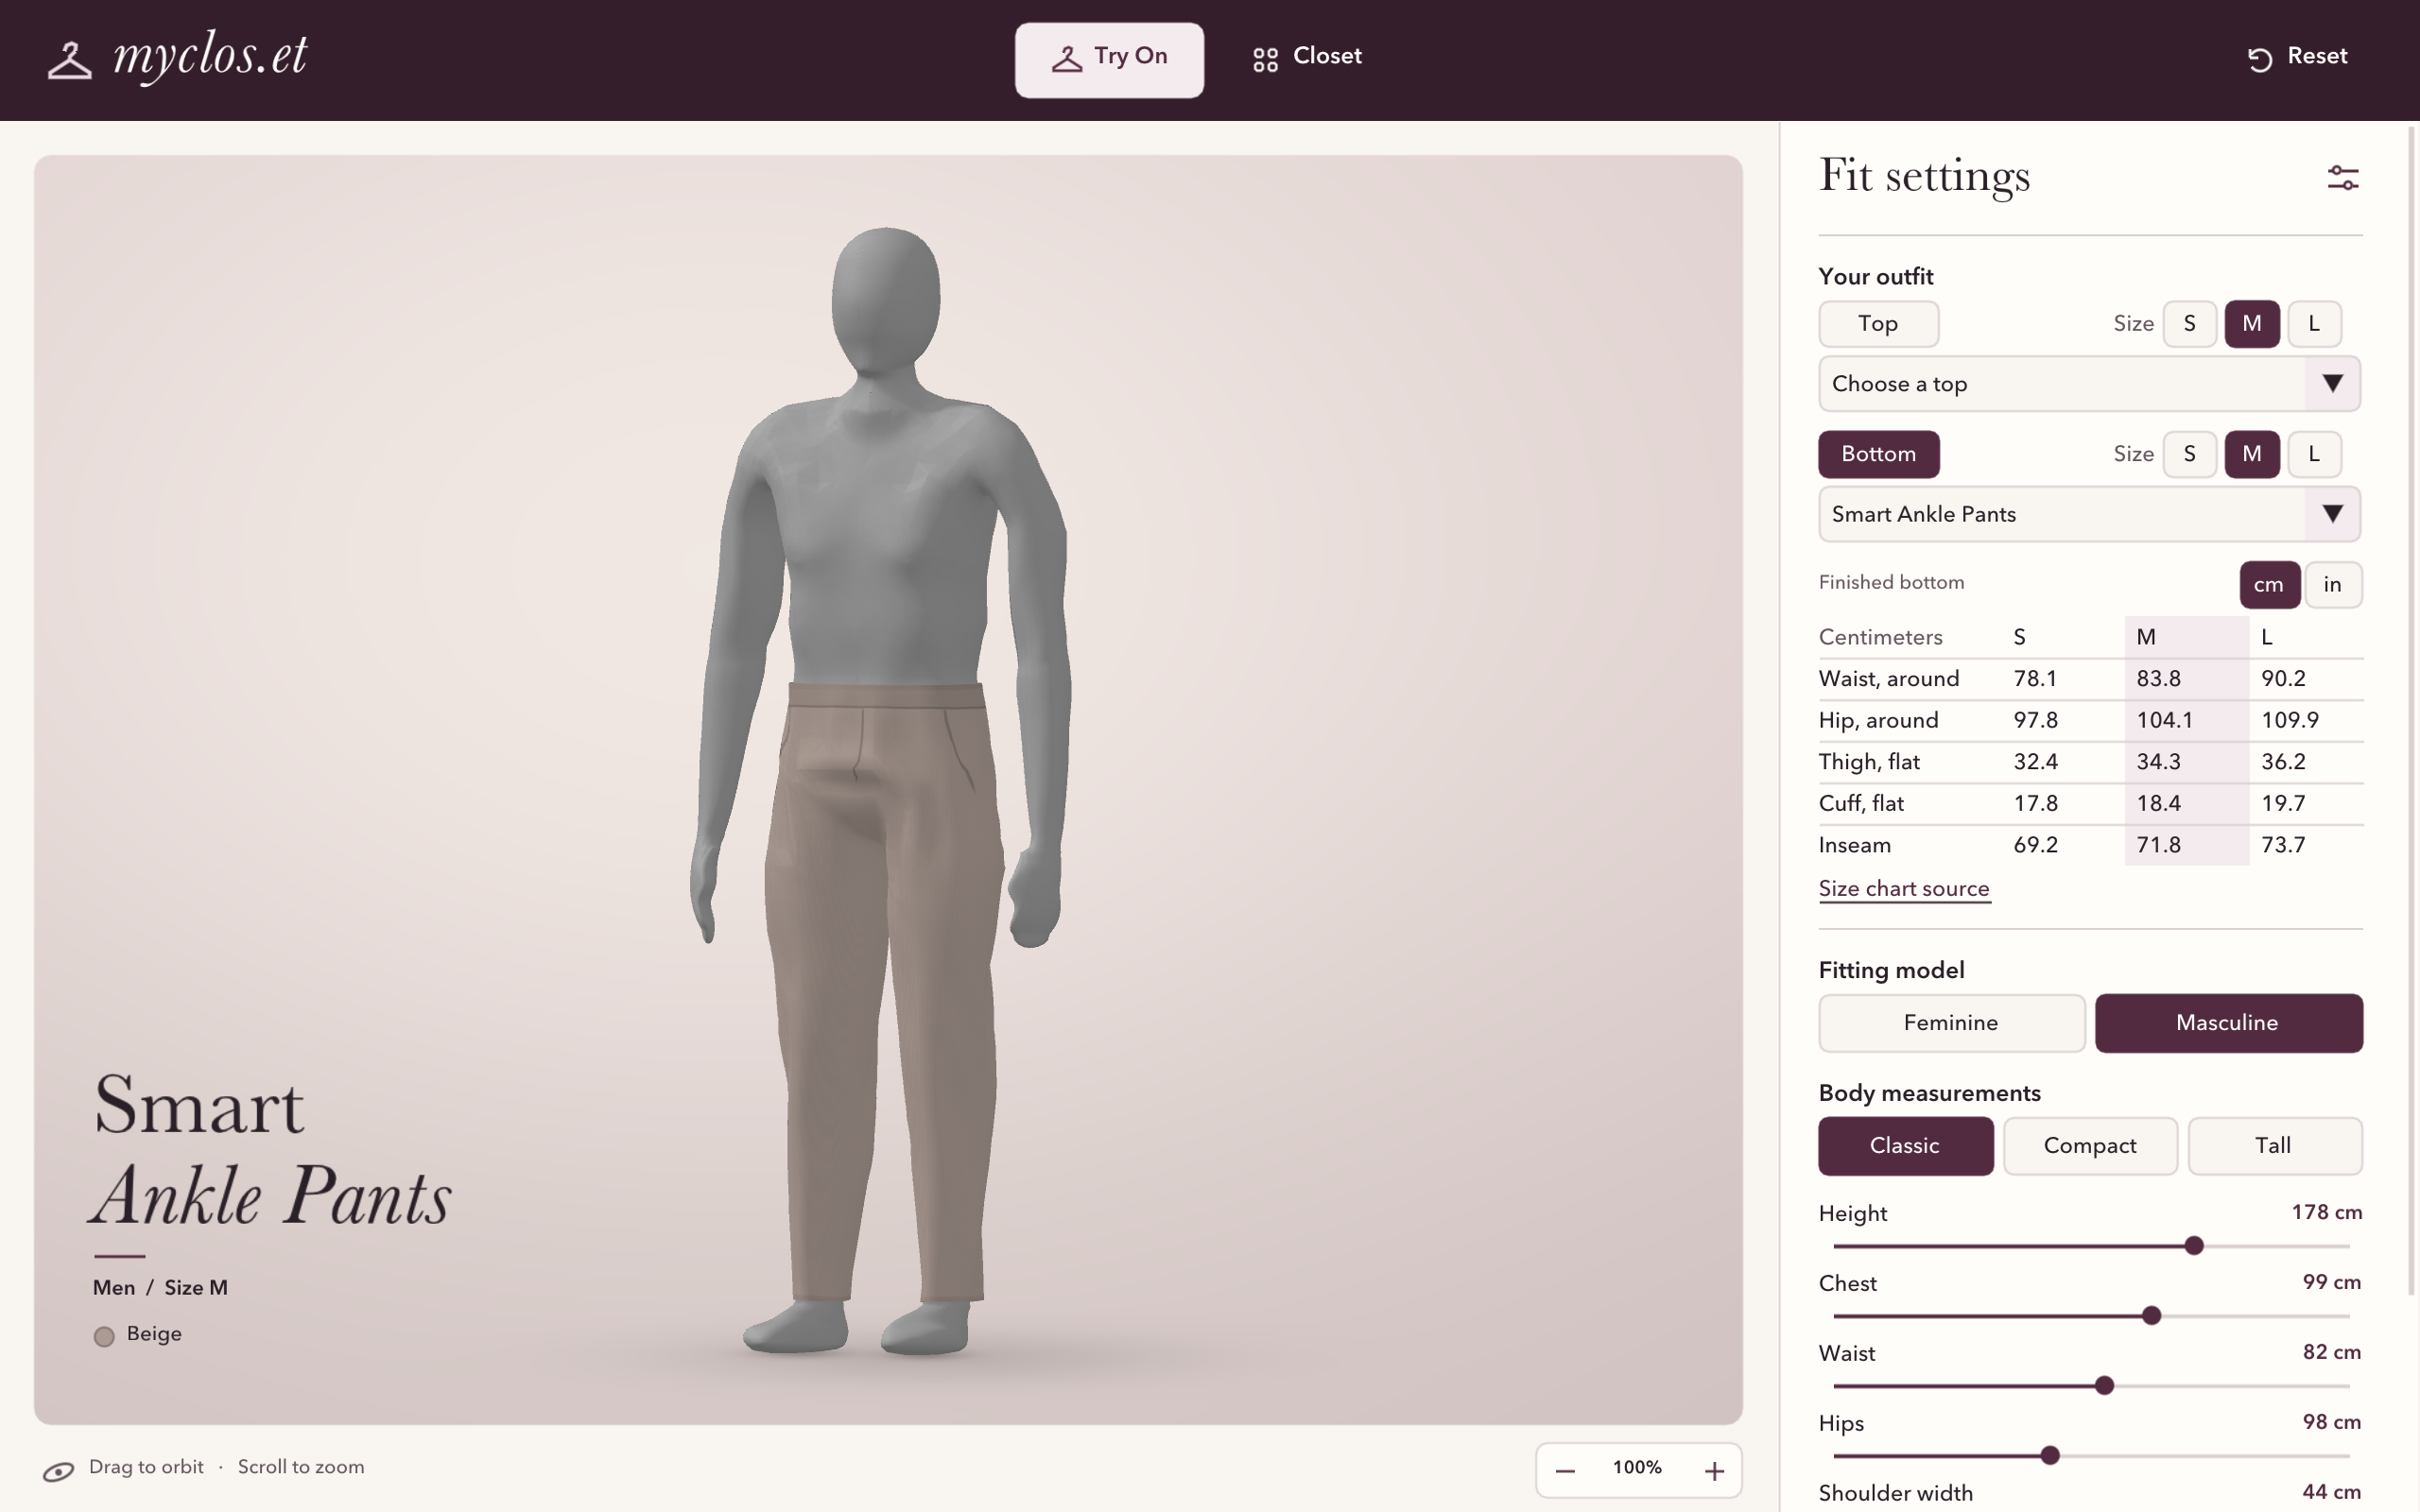 myclos.et
Try On
Closet
Reset
Smart
Ankle Pants
Men / Size M
Beige
Drag to orbit · Scroll to zoom
− 100% +
Fit settings
Your outfit
Top Size S M L
Choose a top
Bottom Size S M L
Smart Ankle Pants
Finished bottom cm in
Centimeters S M L
Waist, around 78.1 83.8 90.2
Hip, around 97.8 104.1 109.9
Thigh, flat 32.4 34.3 36.2
Cuff, flat 17.8 18.4 19.7
Inseam 69.2 71.8 73.7
Size chart source
Fitting model
Feminine Masculine
Body measurements
Classic Compact Tall
Height 178 cm
Chest 99 cm
Waist 82 cm
Hips 98 cm
Shoulder width 44 cm